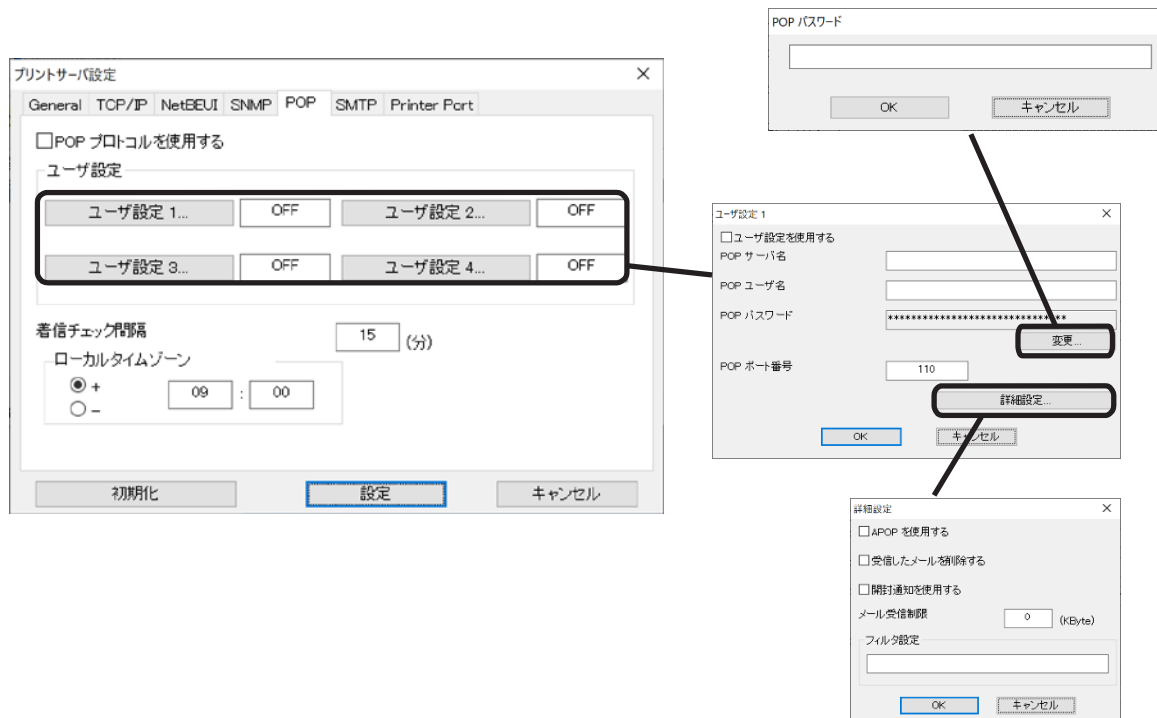 プリントサーバ設定
General TCP/IP NetBEUI SNMP POP SMTP Printer Port
POP プロトコルを使用する
ユーザ設定
ユーザ設定 1... OFF ユーザ設定 2... OFF
ユーザ設定 3... OFF ユーザ設定 4... OFF
着信チェック間隔 15 (分)
ローカルタイムゾーン
+ 09 : 00
-
初期化 設定 キャンセル
POP パスワード
OK キャンセル
ユーザ設定 1
ユーザ設定を使用する
POP サーバ名
POP ユーザ名
POP パスワード *******************************
変更...
POP ポート番号 110
詳細設定...
OK キャンセル
詳細設定
APOP を使用する
受信したメールを削除する
開封通知を使用する
メール受信制限 0 (KByte)
フィルタ設定
OK キャンセル